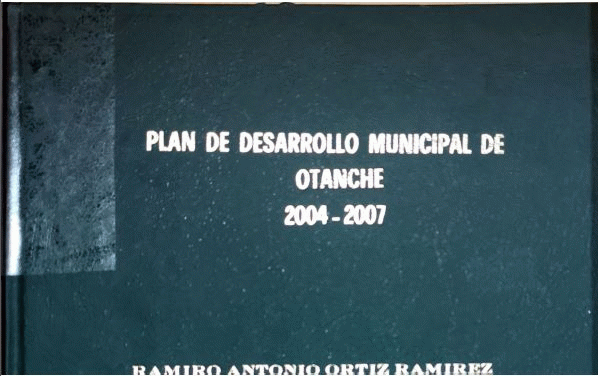 PLAN DE DESARROLLO MUNICIPAL DE
OTANCHE
2004 - 2007
RAMIRO ANTONIO ORTIZ RAMIREZ